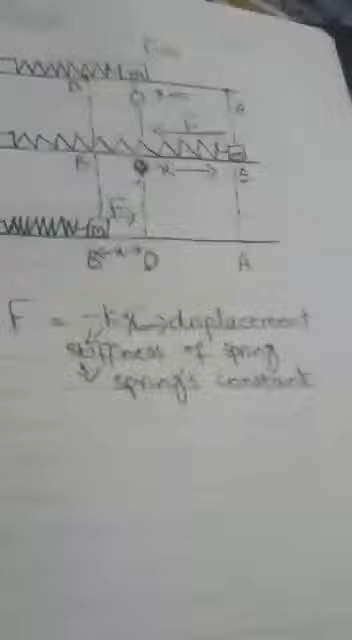 m
B x A
O
F
B x A
F m
B x O A
F = -kx → displacement
stiffness of spring
spring's constant